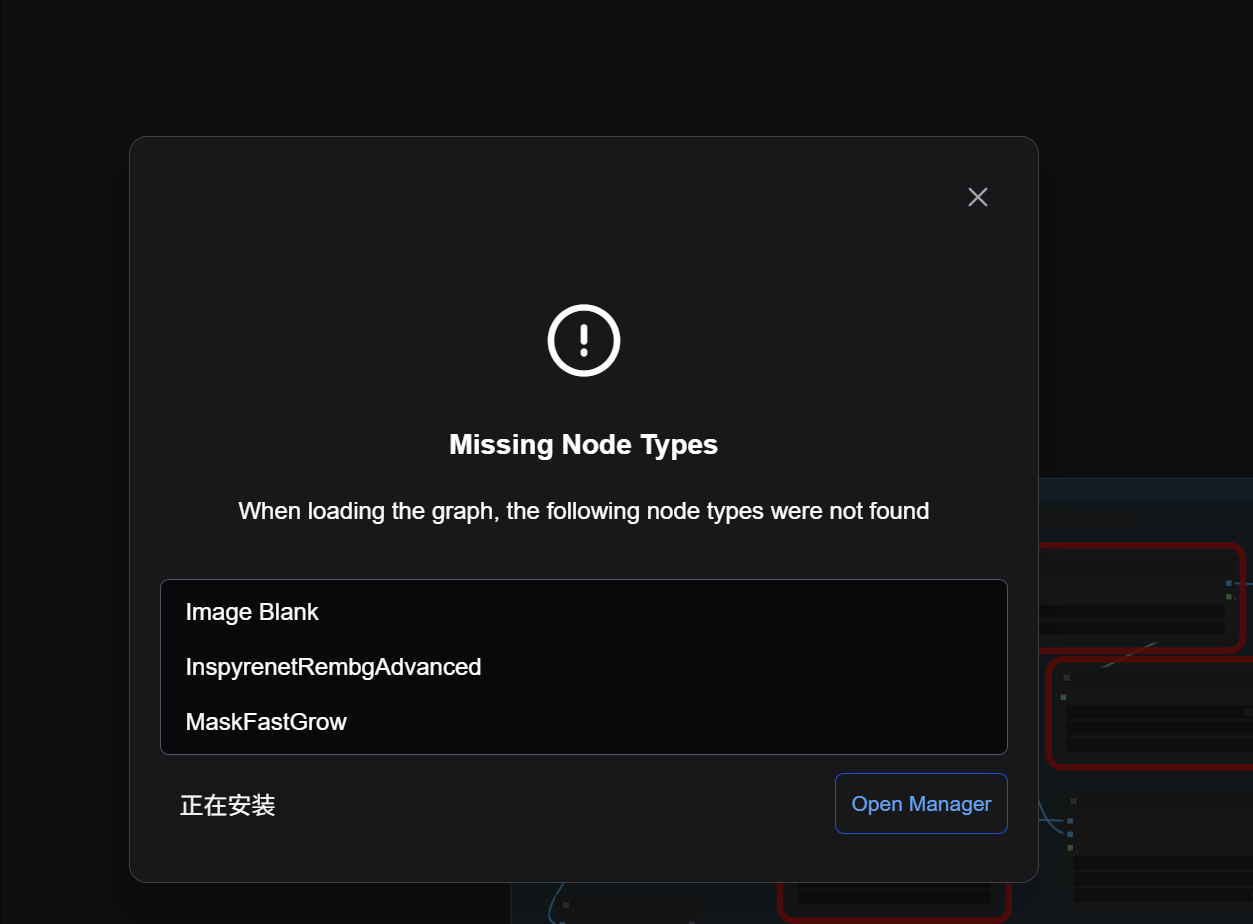 Missing Node Types
When loading the graph, the following node types were not found
Image Blank
InspyrenetRembgAdvanced
MaskFastGrow
正在安装
Open Manager